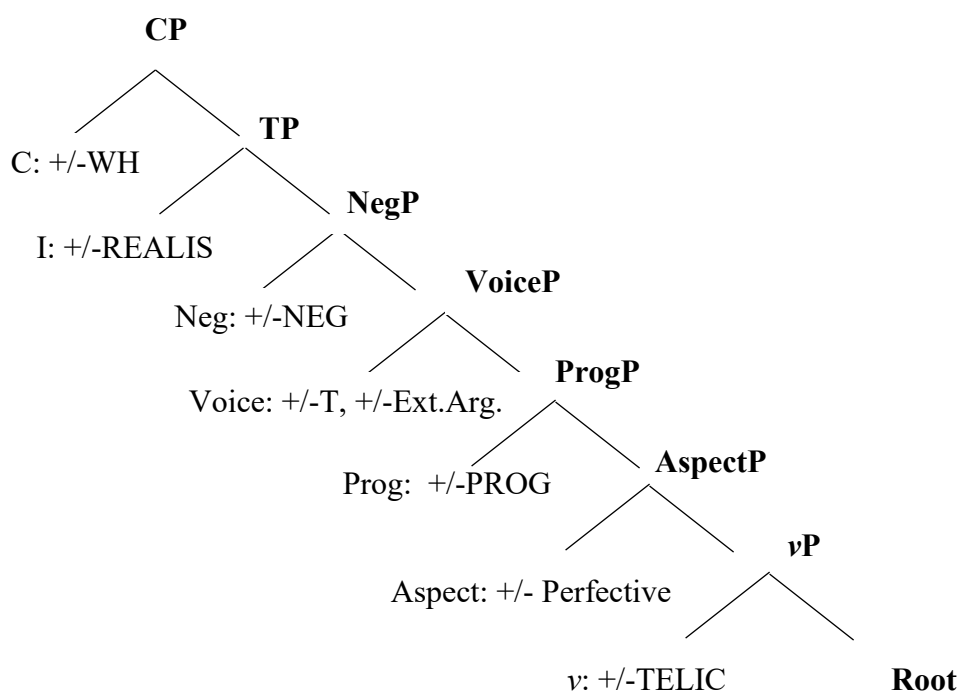 CP
TP
C: +/-WH
NegP
I: +/-REALIS
VoiceP
Neg: +/-NEG
ProgP
Voice: +/-T, +/-Ext.Arg.
AspectP
Prog: +/-PROG
vP
Aspect: +/- Perfective
v: +/-TELIC Root